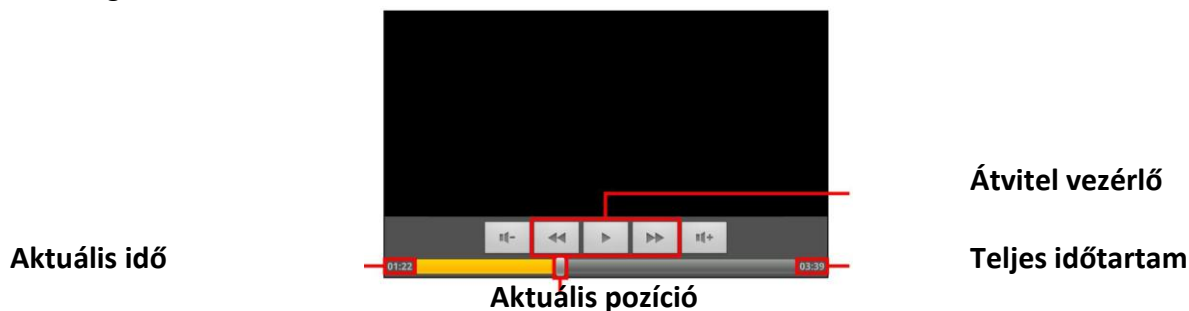 Átvitel vezérlő
Aktuális idő
01:22
03:39
Teljes időtartam
Aktuális pozíció